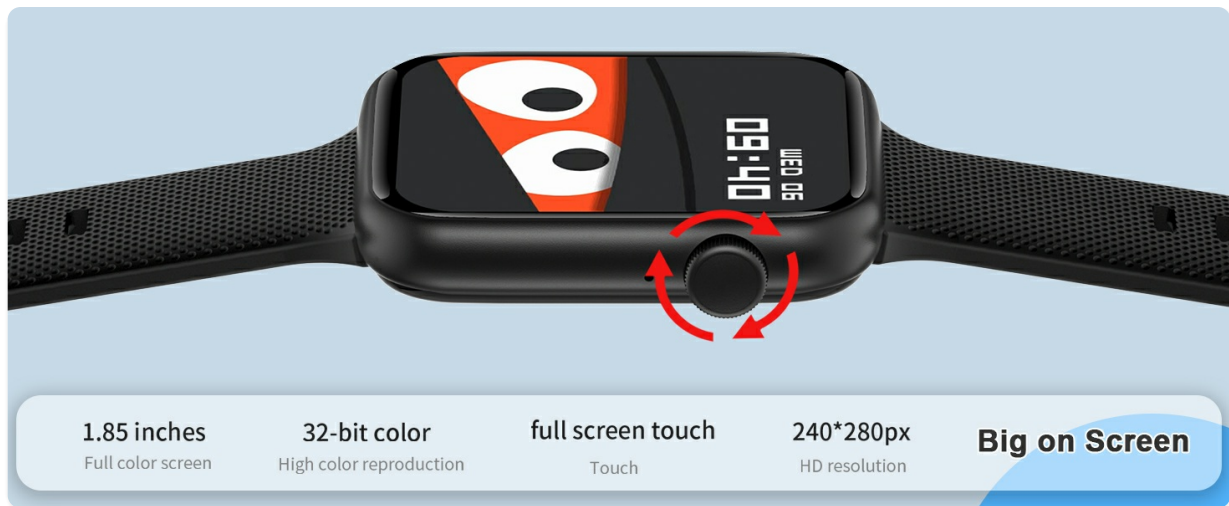 09:40
WED 06
1.85 inches
Full color screen
32-bit color
High color reproduction
full screen touch
Touch
240*280px
HD resolution
Big on Screen